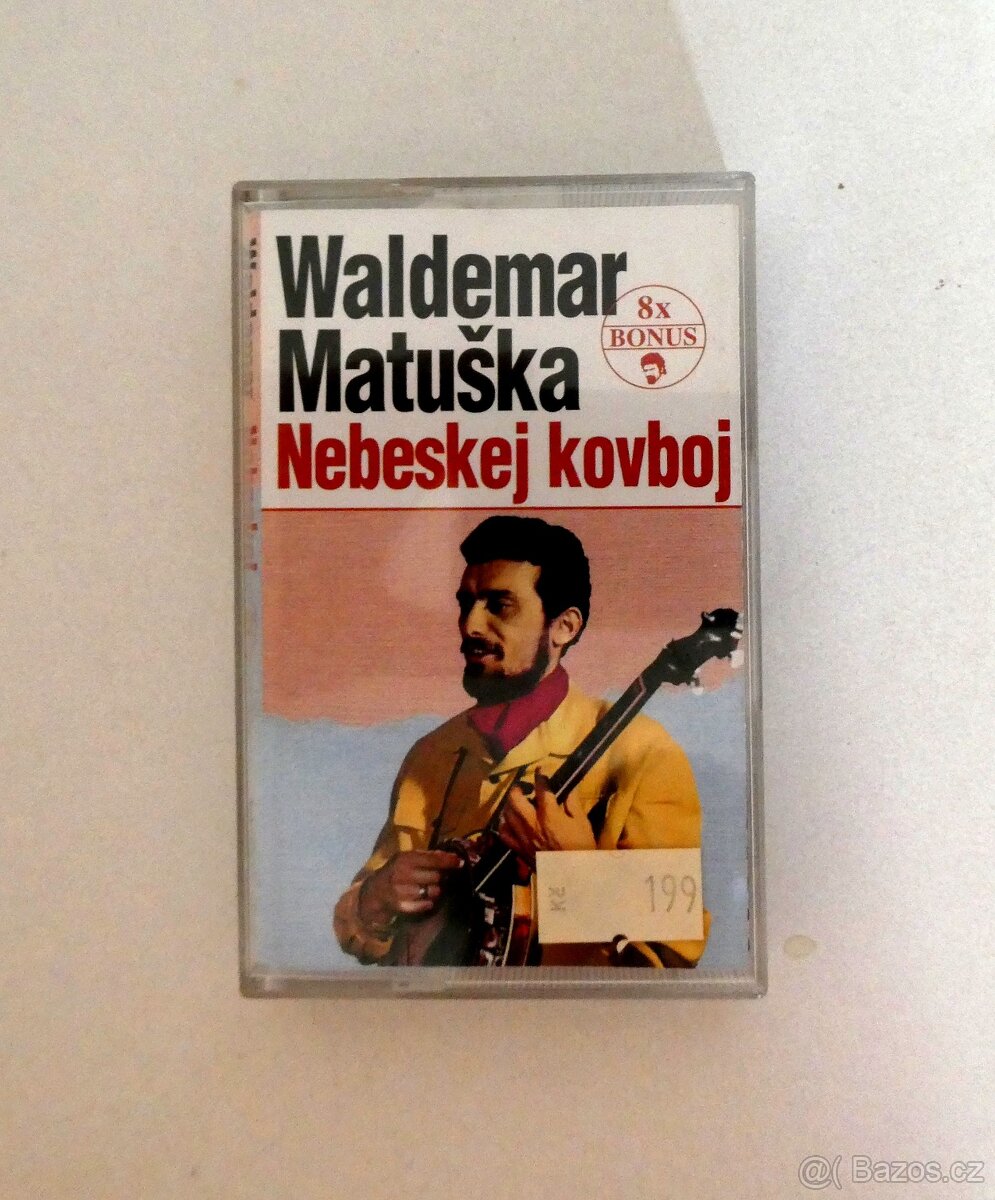 Waldemar
Matuška
Nebeskej kovboj
8x
BONUS
Kč 199
@( Bazos.cz